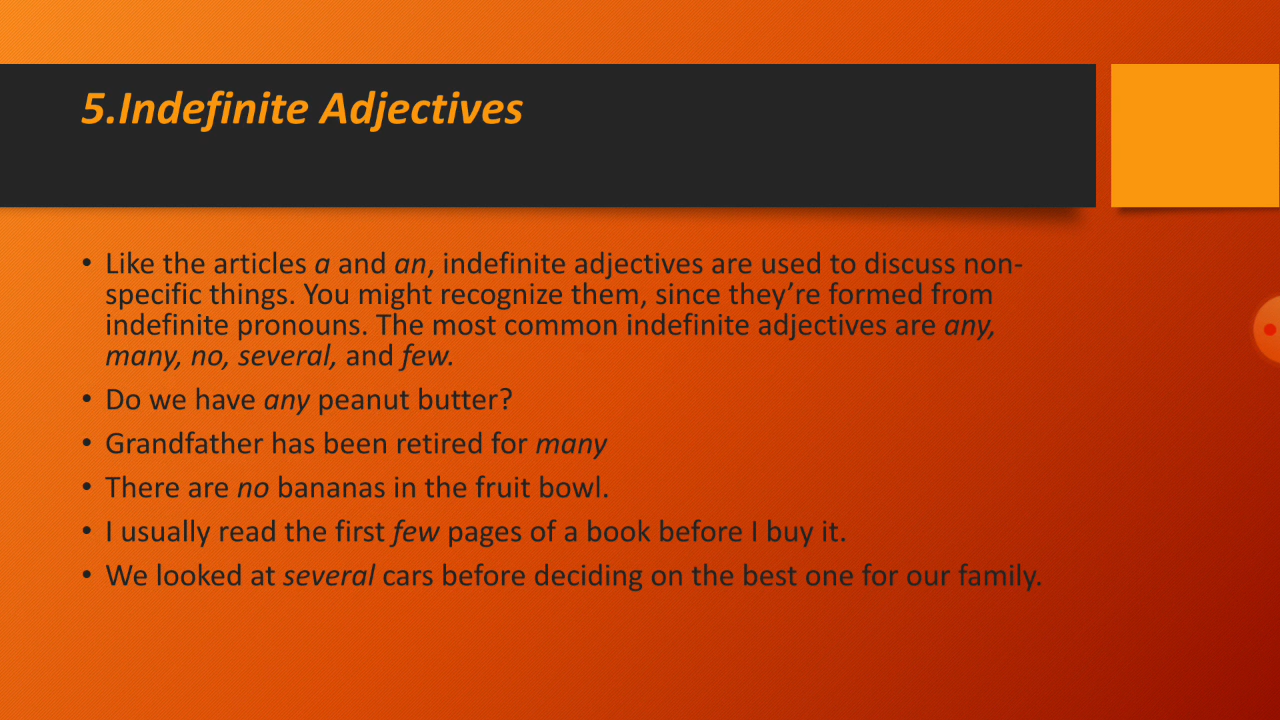 5.Indefinite Adjectives
• Like the articles a and an, indefinite adjectives are used to discuss non-
specific things. You might recognize them, since they’re formed from
indefinite pronouns. The most common indefinite adjectives are any,
many, no, several, and few.
• Do we have any peanut butter?
• Grandfather has been retired for many
• There are no bananas in the fruit bowl.
• I usually read the first few pages of a book before I buy it.
• We looked at several cars before deciding on the best one for our family.